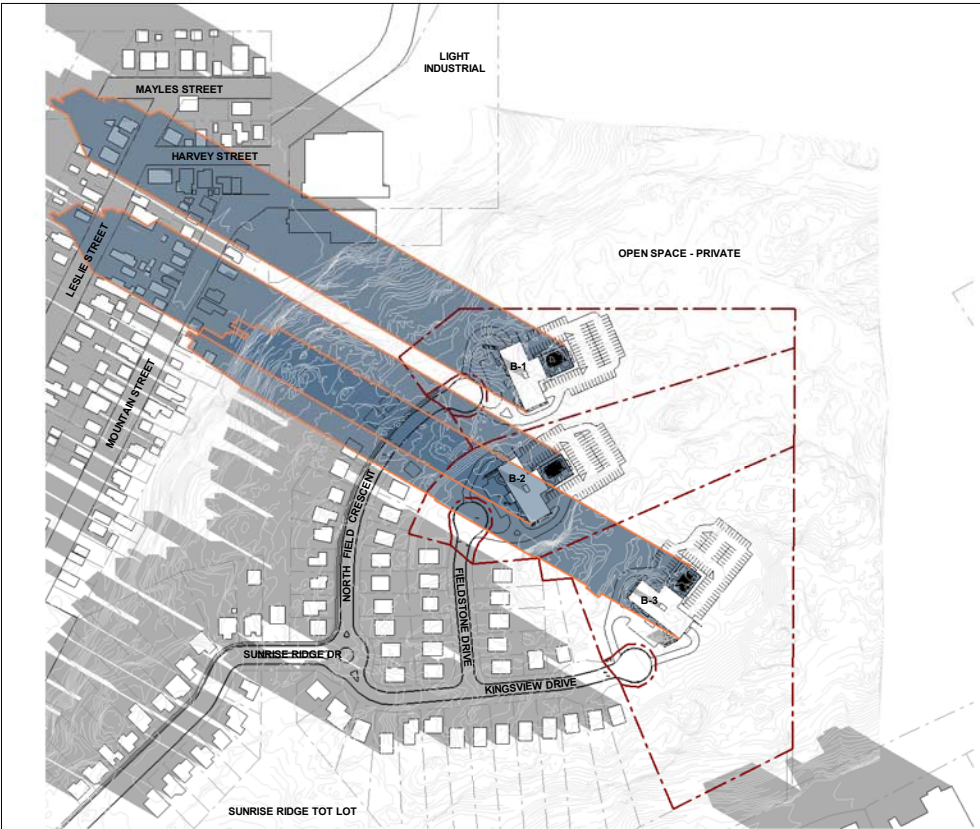 LIGHT
INDUSTRIAL
MAYLES STREET
HARVEY STREET
OPEN SPACE - PRIVATE
LESLIE STREET
MOUNTAIN STREET
B-1
B-2
B-3
NORTH FIELD CRESCENT
FIELDSTONE DRIVE
SUNRISE RIDGE DR
KINGSVIEW DRIVE
SUNRISE RIDGE TOT LOT